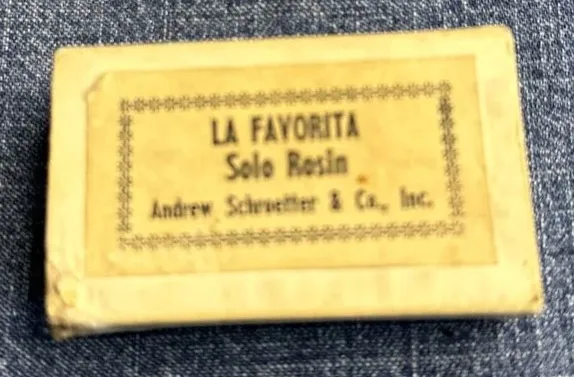 LA FAVORITA
Solo Rosin
Andrew Schroetter & Co., Inc.